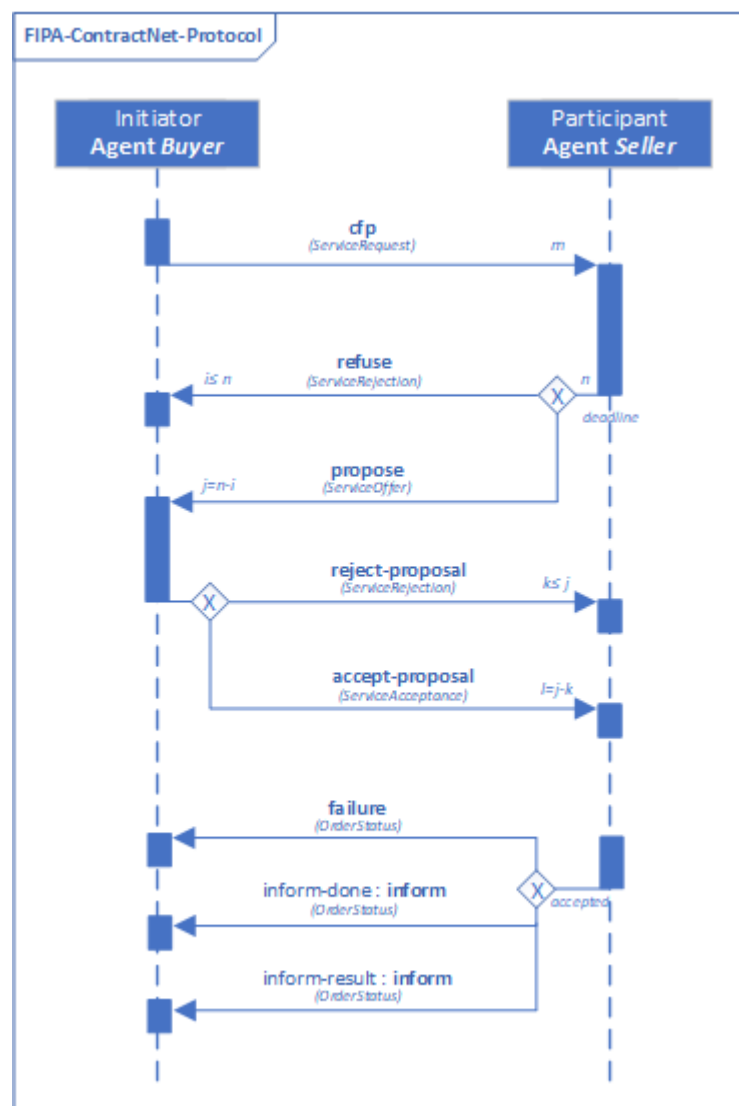 FIPA-ContractNet-Protocol
Initiator
Agent Buyer
Participant
Agent Seller
cfp
(ServiceRequest)
m
refuse
(ServiceRejection)
i≤ n
n
X
deadline
propose
(ServiceOffer)
j=n-i
reject-proposal
(ServiceRejection)
k≤ j
X
accept-proposal
(ServiceAcceptance)
l=j-k
failure
(OrderStatus)
inform-done : inform
(OrderStatus)
X
accepted
inform-result : inform
(OrderStatus)